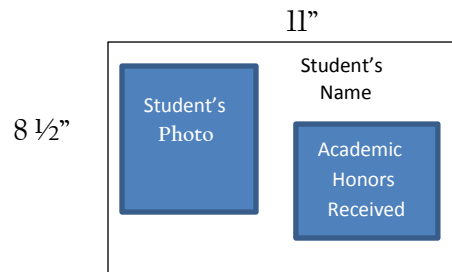 11”
8 ½”
Student’s
Photo
Student’s
Name
Academic
Honors
Received